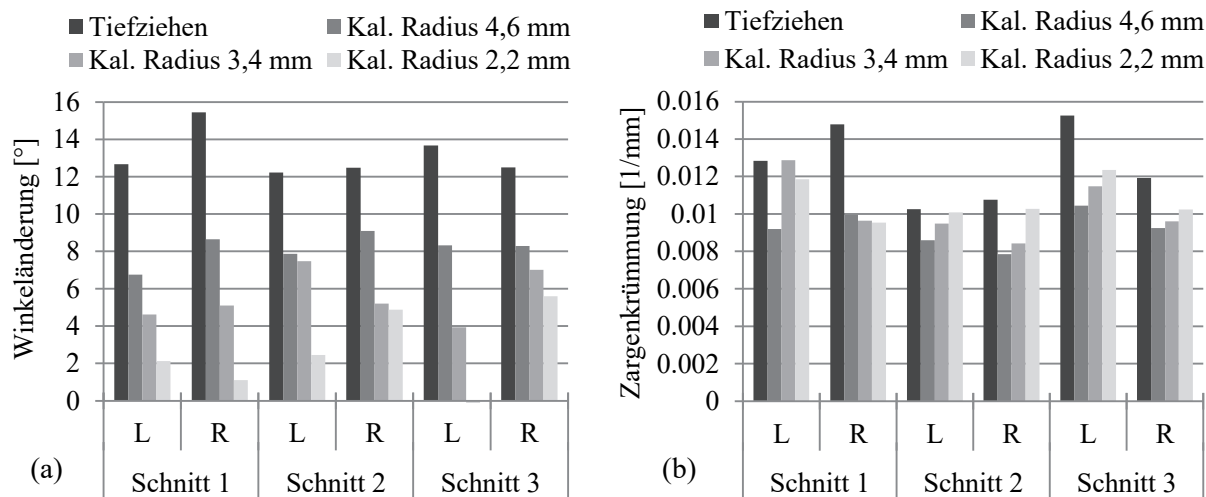 Tiefziehen Kal. Radius 4,6 mm
Kal. Radius 3,4 mm Kal. Radius 2,2 mm
Winkeländerung [°]
16
14
12
10
8
6
4
2
0
L R L R L R
Schnitt 1 Schnitt 2 Schnitt 3
(a)
Tiefziehen Kal. Radius 4,6 mm
Kal. Radius 3,4 mm Kal. Radius 2,2 mm
Zargenkrümmung [1/mm]
0.016
0.014
0.012
0.01
0.008
0.006
0.004
0.002
0
L R L R L R
Schnitt 1 Schnitt 2 Schnitt 3
(b)